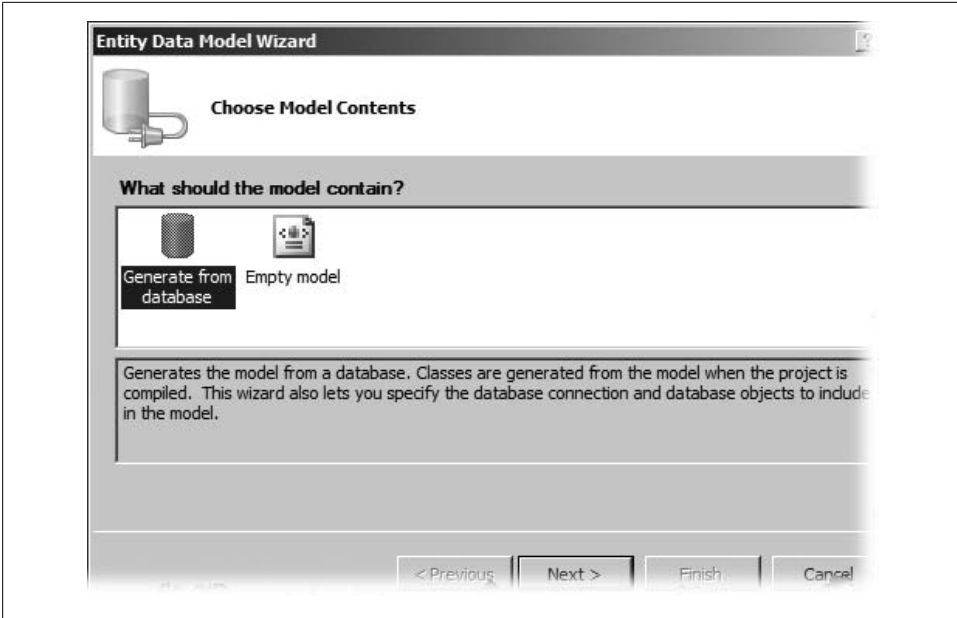 Entity Data Model Wizard
?
Choose Model Contents
What should the model contain?
Generate from
database
Empty model
Generates the model from a database. Classes are generated from the model when the project is
compiled. This wizard also lets you specify the database connection and database objects to include
in the model.
< Previous
Next >
Finish
Cancel